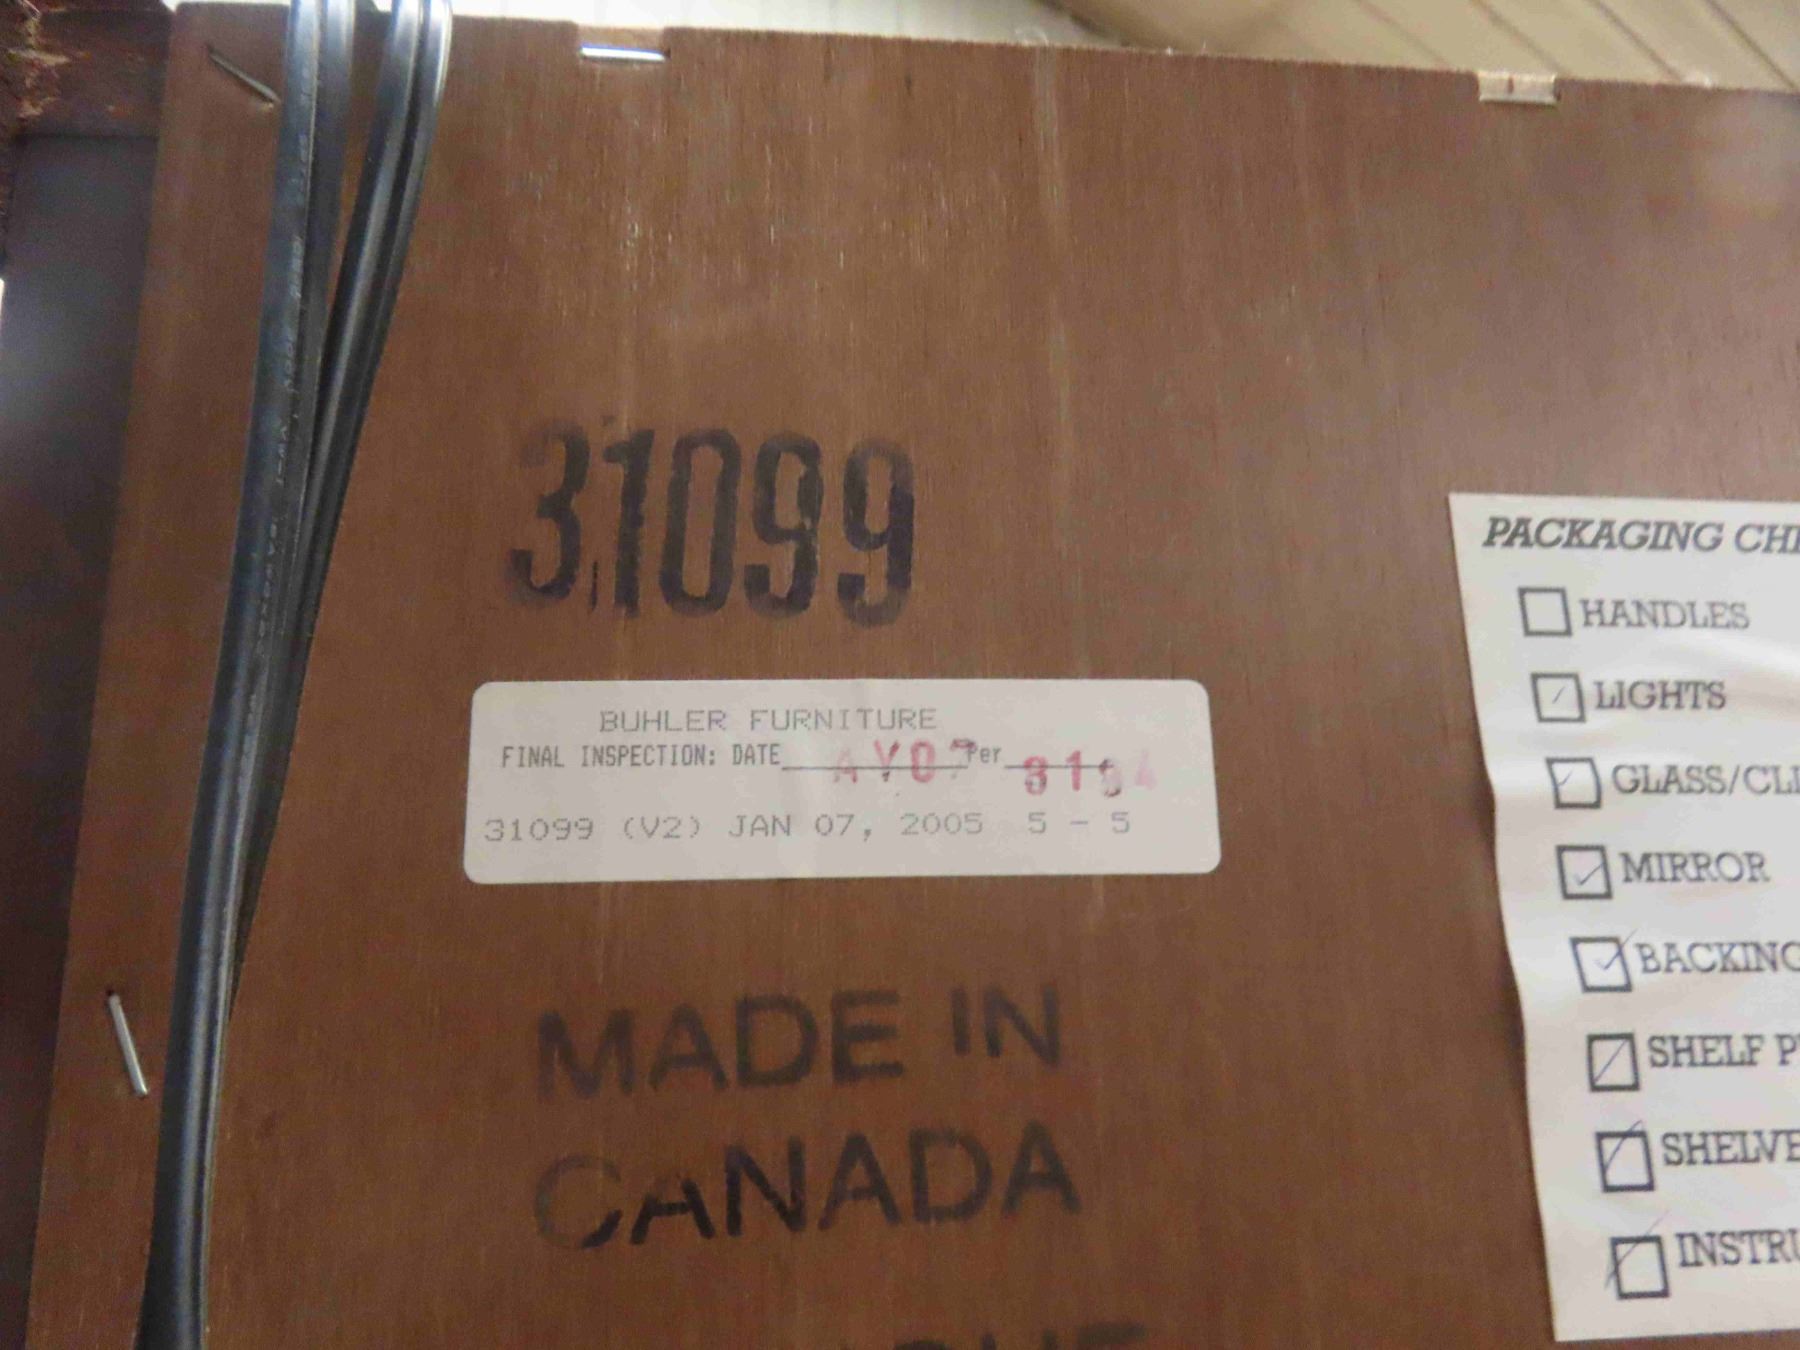 31099
BUHLER FURNITURE
FINAL INSPECTION: DATE AY07 Per
31099 (V2) JAN 07, 2005 5 - 5
MADE IN
CANADA
PACKAGING CH
HANDLES
LIGHTS
GLASS/CL
MIRROR
BACKING
SHELF P
SHELVE
INSTRU